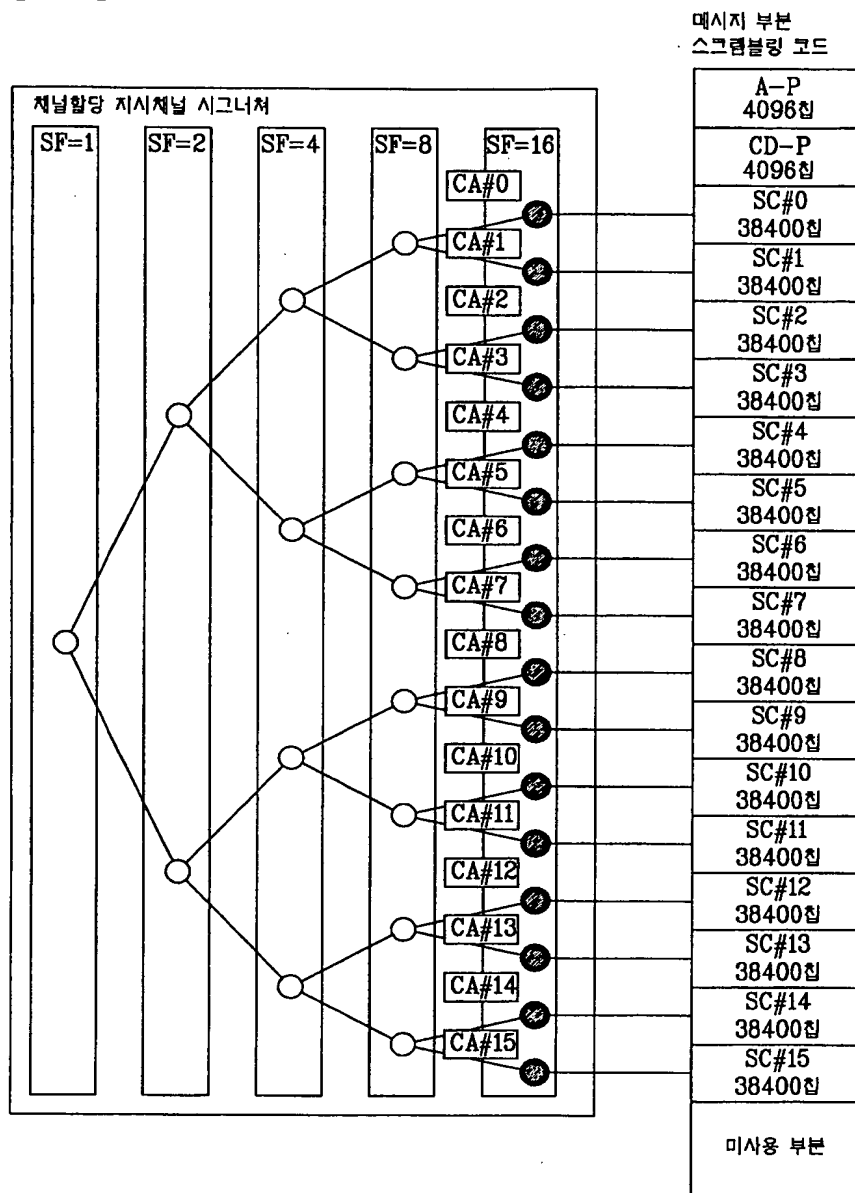 메시지 부분
스크램블링 코드
채널할당 지시채널 시그너쳐
SF=1
SF=2
SF=4
SF=8
SF=16
CA#0
CA#1
CA#2
CA#3
CA#4
CA#5
CA#6
CA#7
CA#8
CA#9
CA#10
CA#11
CA#12
CA#13
CA#14
CA#15
A-P
4096칩
CD-P
4096칩
SC#0
38400칩
SC#1
38400칩
SC#2
38400칩
SC#3
38400칩
SC#4
38400칩
SC#5
38400칩
SC#6
38400칩
SC#7
38400칩
SC#8
38400칩
SC#9
38400칩
SC#10
38400칩
SC#11
38400칩
SC#12
38400칩
SC#13
38400칩
SC#14
38400칩
SC#15
38400칩
미사용 부분